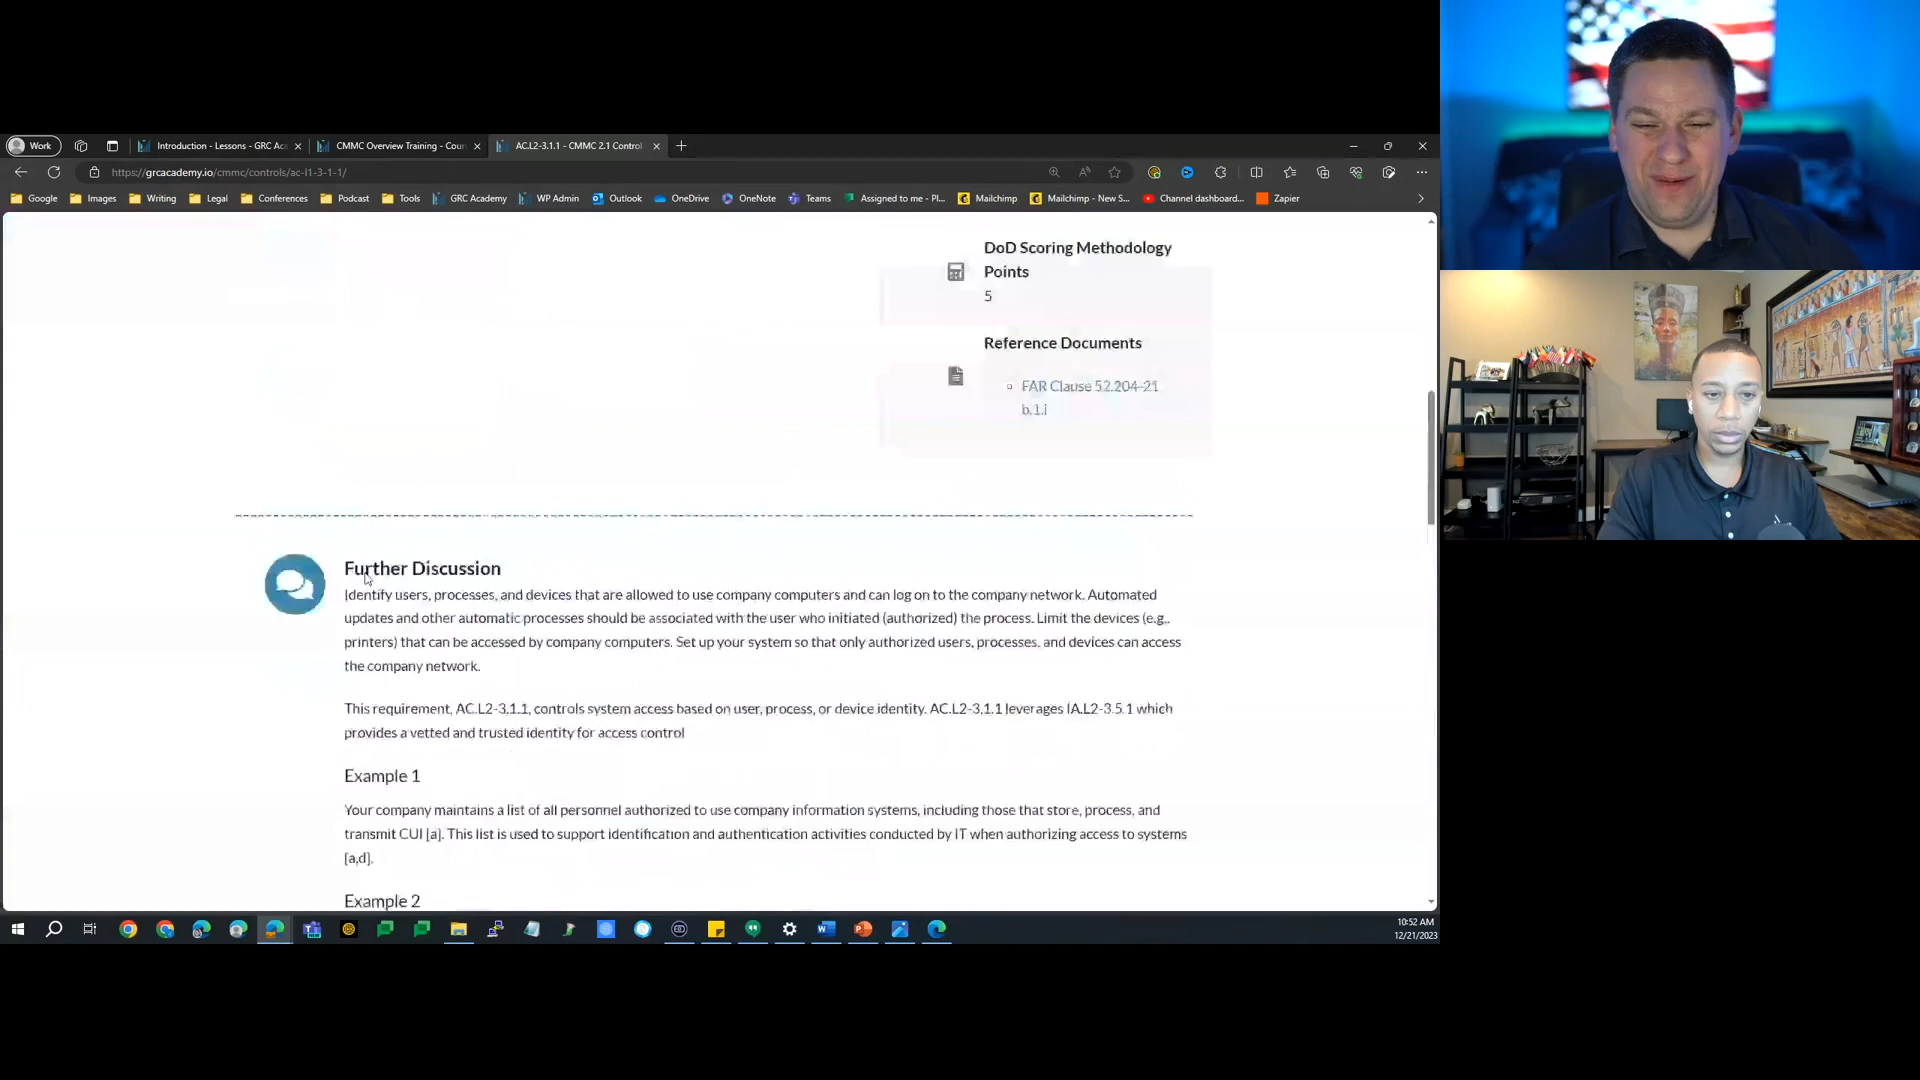 Work
Introduction - Lessons - GRC Aca
CMMC Overview Training - Cour
AC.L2-3.1.1 - CMMC 2.1 Control
https://grcacademy.io/cmmc/controls/ac-l1-3-1-1/
Google
Images
Writing
Legal
Conferences
Podcast
Tools
GRC Academy
WP Admin
Outlook
OneDrive
OneNote
Teams
Assigned to me - Pl...
Mailchimp
Mailchimp - New S...
Channel dashboard...
Zapier
DoD Scoring Methodology
Points
5
Reference Documents
FAR Clause 52.204-21
b.1.i
Further Discussion
Identify users, processes, and devices that are allowed to use company computers and can log on to the company network. Automated
updates and other automatic processes should be associated with the user who initiated (authorized) the process. Limit the devices (e.g.,
printers) that can be accessed by company computers. Set up your system so that only authorized users, processes, and devices can access
the company network.
This requirement, AC.L2-3.1.1, controls system access based on user, process, or device identity. AC.L2-3.1.1 leverages IA.L2-3.5.1 which
provides a vetted and trusted identity for access control
Example 1
Your company maintains a list of all personnel authorized to use company information systems, including those that store, process, and
transmit CUI [a]. This list is used to support identification and authentication activities conducted by IT when authorizing access to systems
[a,d].
Example 2
10:52 AM
12/21/2023